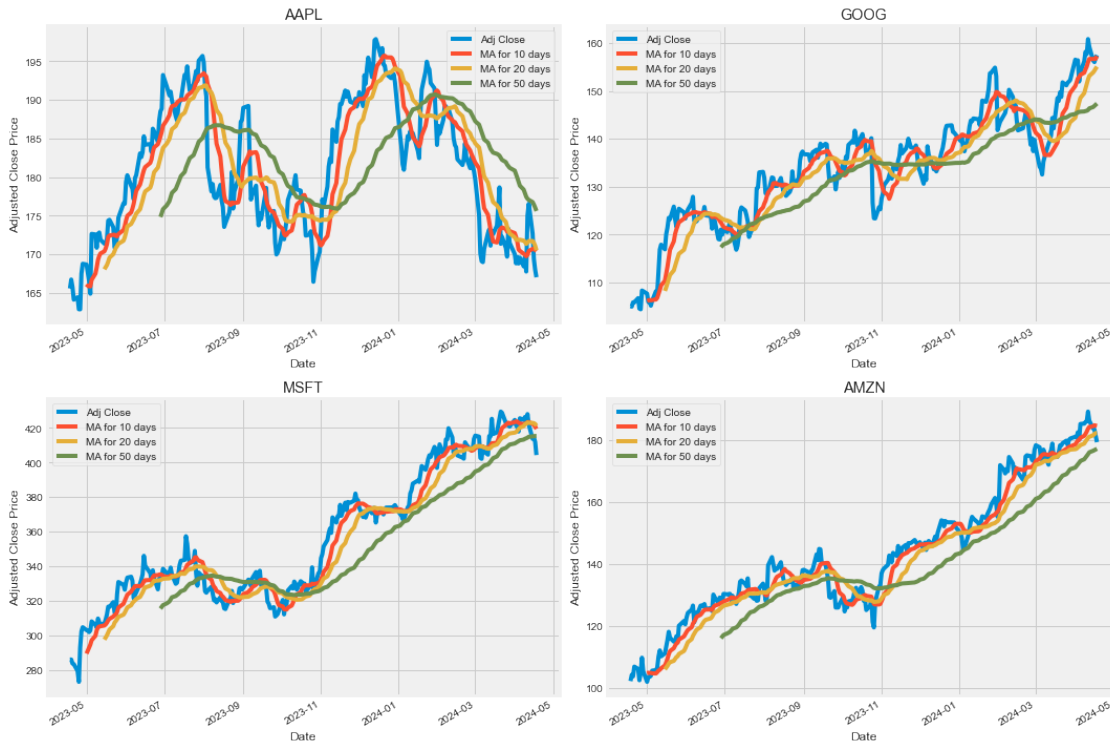 AAPL
Adj Close
MA for 10 days
MA for 20 days
MA for 50 days
Adjusted Close Price
195
190
185
180
175
170
165
2023-05
2023-07
2023-09
2023-11
2024-01
2024-03
2024-05
Date
GOOG
Adj Close
MA for 10 days
MA for 20 days
MA for 50 days
Adjusted Close Price
160
150
140
130
120
110
2023-05
2023-07
2023-09
2023-11
2024-01
2024-03
2024-05
Date
MSFT
Adj Close
MA for 10 days
MA for 20 days
MA for 50 days
Adjusted Close Price
420
400
380
360
340
320
300
280
2023-05
2023-07
2023-09
2023-11
2024-01
2024-03
2024-05
Date
AMZN
Adj Close
MA for 10 days
MA for 20 days
MA for 50 days
Adjusted Close Price
180
160
140
120
100
2023-05
2023-07
2023-09
2023-11
2024-01
2024-03
2024-05
Date